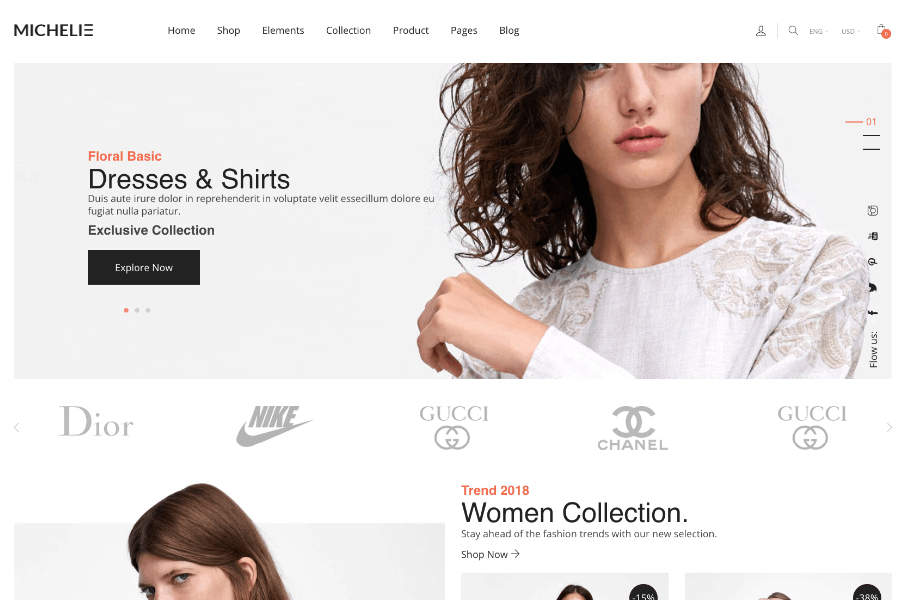 MICHELIE
Home Shop Elements Collection Product Pages Blog
ENG USD 0
01
Floral Basic
Dresses & Shirts
Duis aute irure dolor in reprehenderit in voluptate velit essecillum dolore eu
fugiat nulla pariatur.
Exclusive Collection
Explore Now
Flow us:
Dior NIKE GUCCI CHANEL GUCCI
Trend 2018
Women Collection.
Stay ahead of the fashion trends with our new selection.
Shop Now
-15% -38%